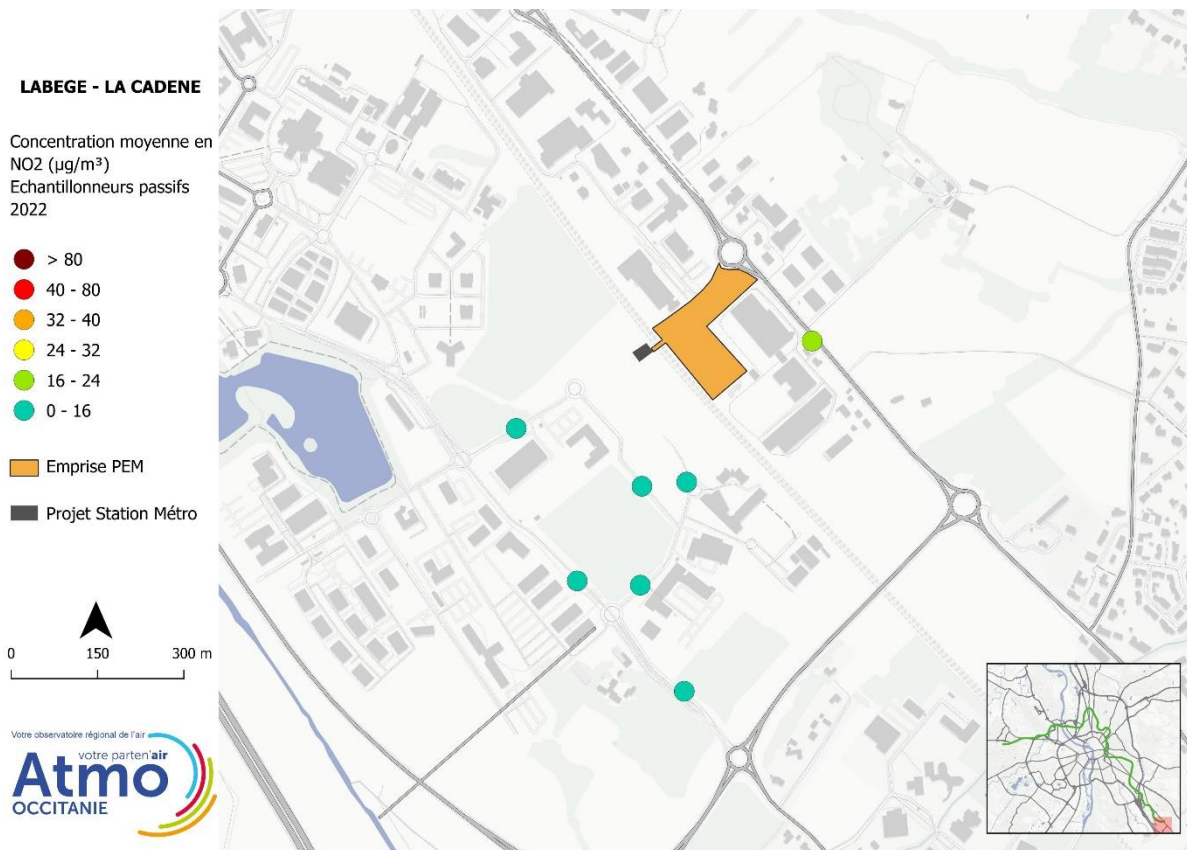 LABEGE - LA CADENE
Concentration moyenne en
NO2 (µg/m³)
Echantillonneurs passifs
2022
> 80
40 - 80
32 - 40
24 - 32
16 - 24
0 - 16
Emprise PEM
Projet Station Métro
0 150 300 m
Votre observatoire régional de l'air
votre parten'air
Atmo
OCCITANIE